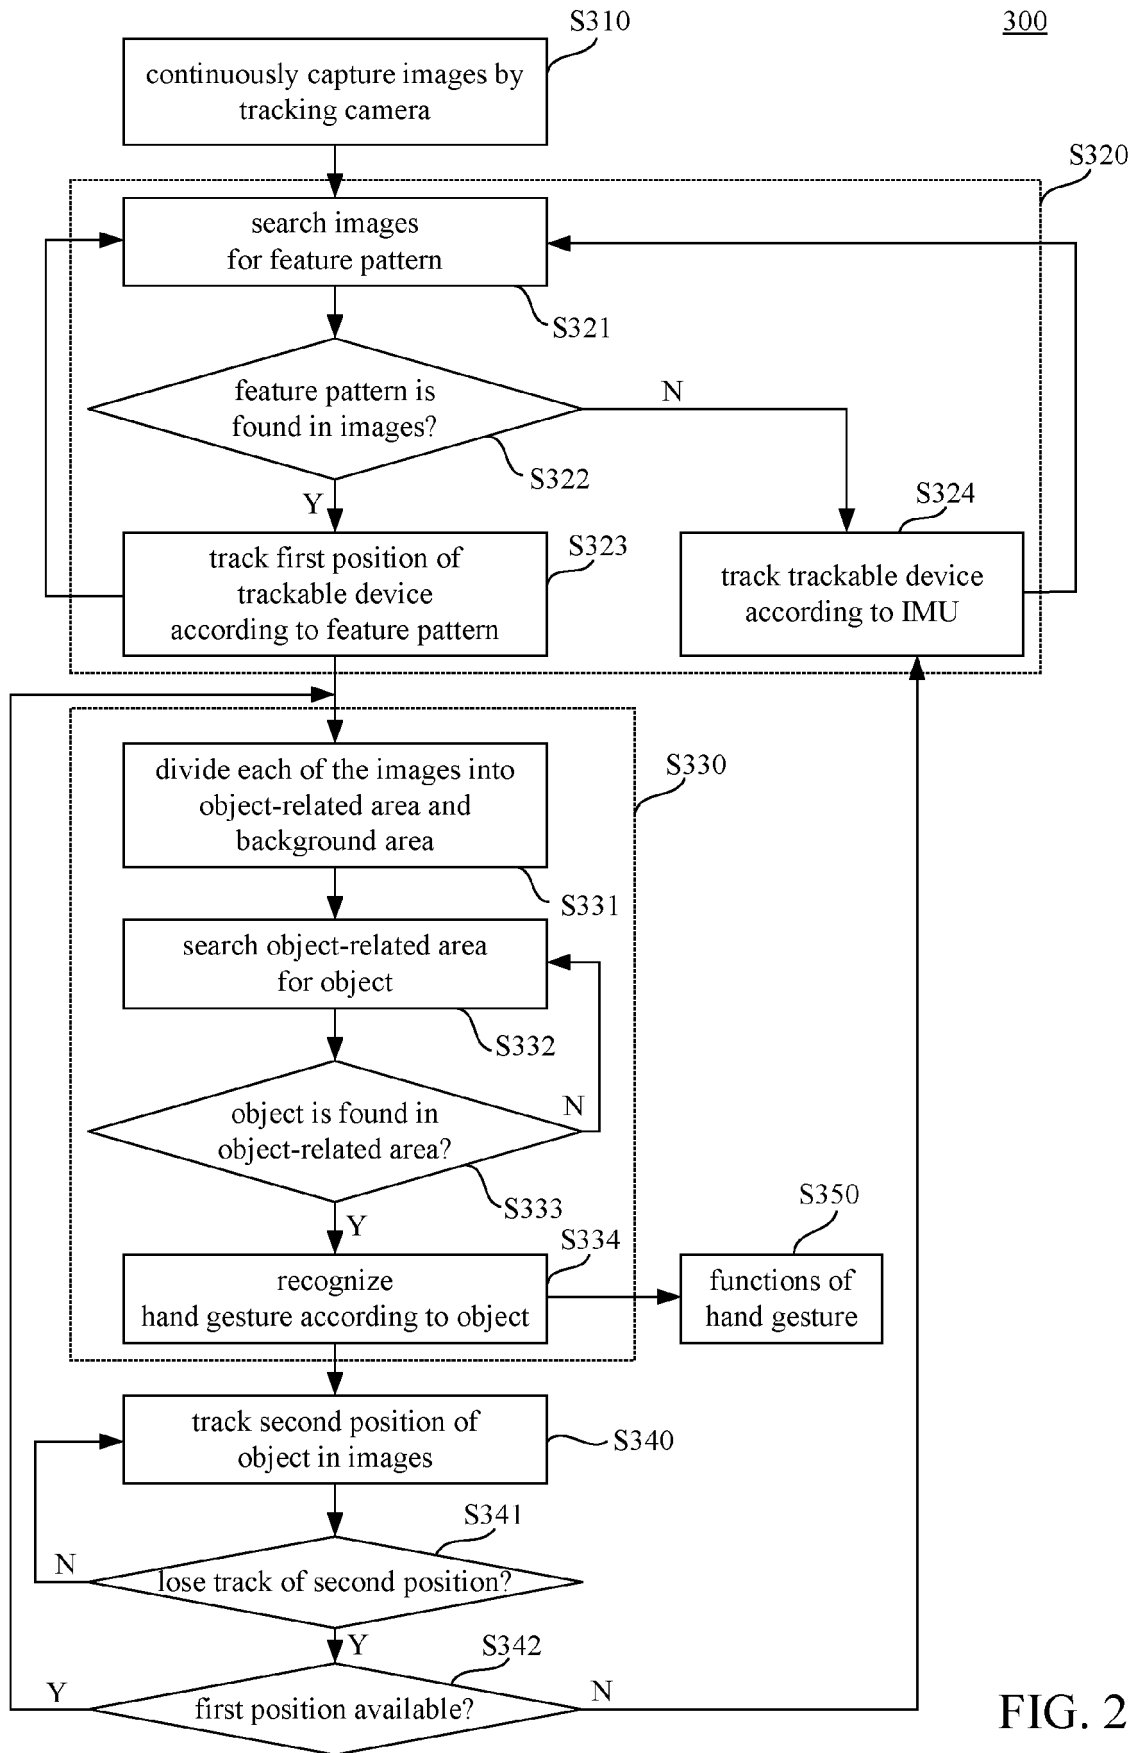 S310
300
continuously capture images by
tracking camera
S320
search images
for feature pattern
S321
feature pattern is
found in images?
N
S322
Y
S324
track first position of
trackable device
according to feature pattern
S323
track trackable device
according to IMU
divide each of the images into
object-related area and
background area
S330
S331
search object-related area
for object
S332
object is found in
object-related area?
N
S333
Y
S350
S334
recognize
hand gesture according to object
functions of
hand gesture
track second position of
object in images
S340
S341
lose track of second position?
N
Y
S342
first position available?
Y
N
FIG. 2